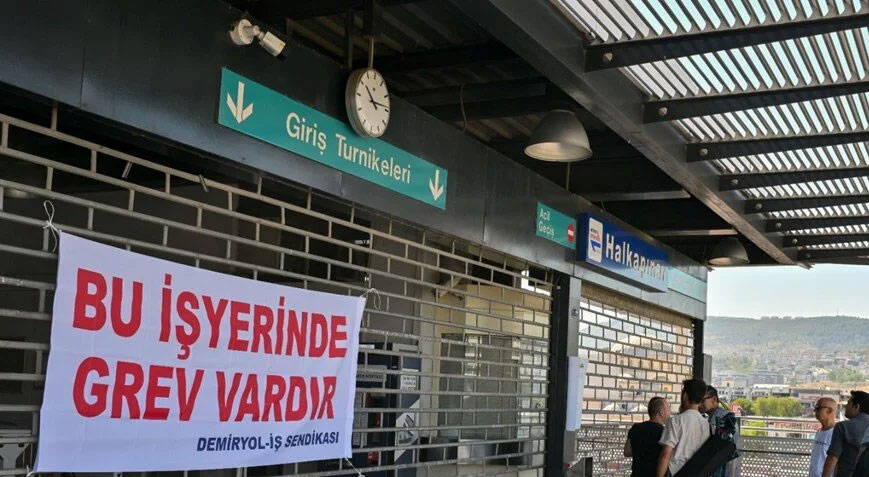 Giriş Turnikeleri
Acil
Geçiş
Halkapınar
BU İŞYERİNDE
GREV VARDIR
DEMİRYOL-İŞ SENDİKASI